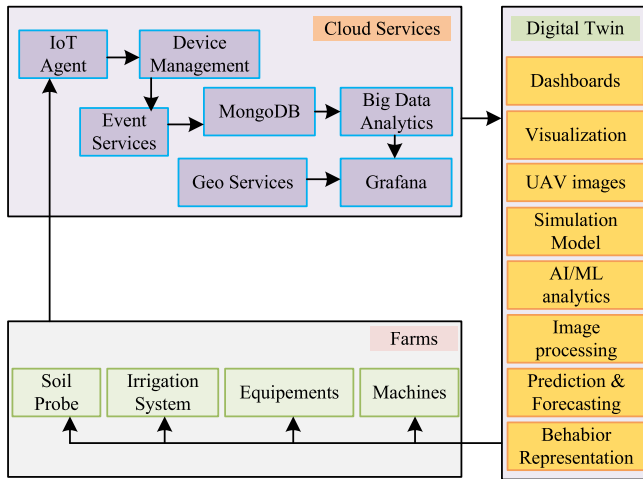 Cloud Services
IoT
Agent
Device
Management
Event
Services
MongoDB
Big Data
Analytics
Geo Services
Grafana
Farms
Soil
Probe
Irrigation
System
Equipements
Machines
Digital Twin
Dashboards
Visualization
UAV images
Simulation
Model
AI/ML
analytics
Image
processing
Prediction &
Forecasting
Behabior
Representation